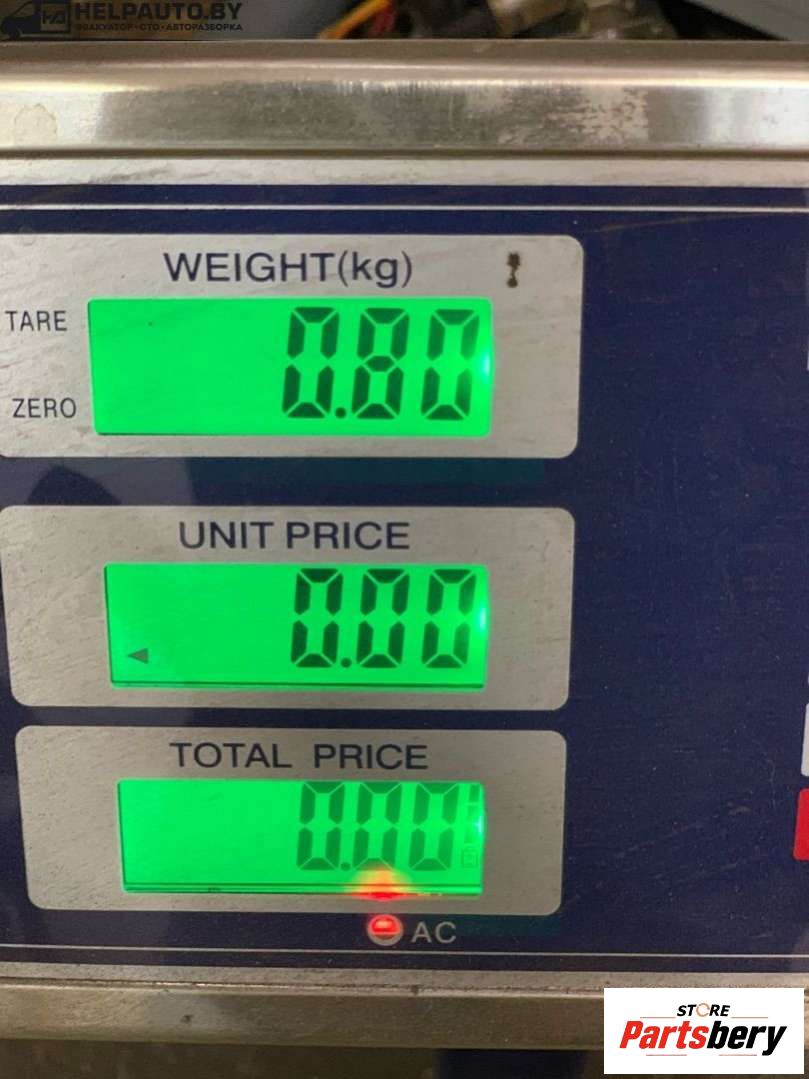 HELPAUTO.BY
ЭВАКУАТОР • СТО • АВТОРАЗБОРКА
WEIGHT(kg)
TARE
0.80
ZERO
UNIT PRICE
0.00
TOTAL PRICE
0.00
AC
STORE
Partsbery